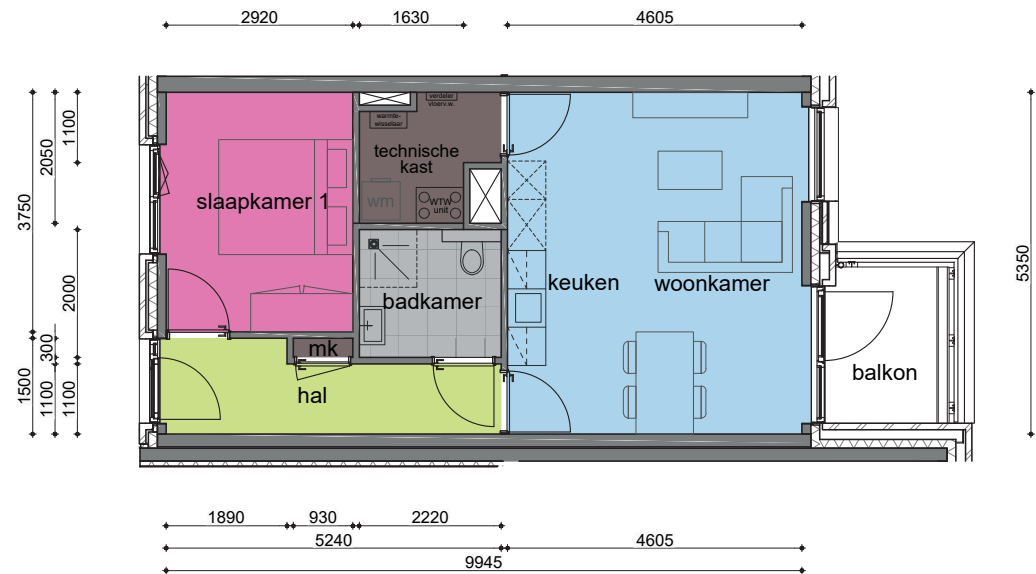 2920
1630
4605
verdeler
vloerv.w.
warmte-
wisselaar
technische
kast
wm
WTW
unit
slaapkamer 1
badkamer
keuken
woonkamer
mk
hal
balkon
3750
1500
2050
300
1100
1100
2000
1100
5350
1890
930
2220
5240
4605
9945